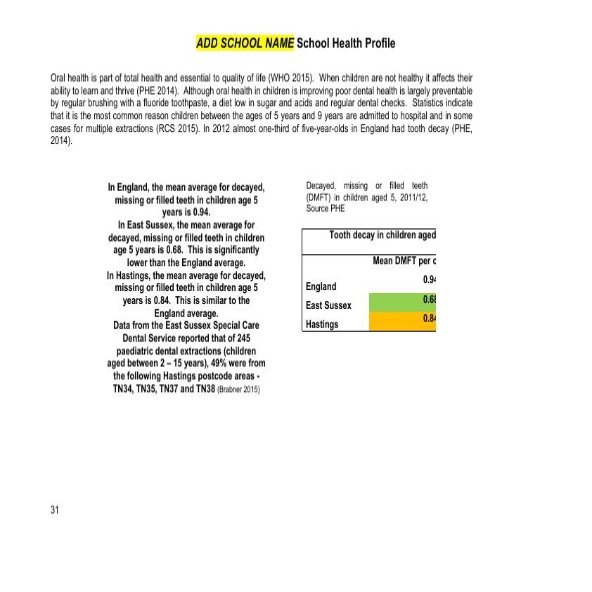 ADD SCHOOL NAME School Health Profile
Oral health is part of total health and essential to quality of life (WHO 2015). When children are not healthy it affects their
ability to learn and thrive (PHE 2014). Although oral health in children is improving poor dental health is largely preventable
by regular brushing with a fluoride toothpaste, a diet low in sugar and acids and regular dental checks. Statistics indicate
that it is the most common reason children between the ages of 5 years and 9 years are admitted to hospital and in some
cases for multiple extractions (RCS 2015). In 2012 almost one-third of five-year-olds in England had tooth decay (PHE,
2014).
In England, the mean average for decayed,
missing or filled teeth in children age 5
years is 0.94.
In East Sussex, the mean average for
decayed, missing or filled teeth in children
age 5 years is 0.68. This is significantly
lower than the England average.
In Hastings, the mean average for decayed,
missing or filled teeth in children age 5
years is 0.84. This is similar to the
England average.
Data from the East Sussex Special Care
Dental Service reported that of 245
paediatric dental extractions (children
aged between 2 – 15 years), 49% were from
the following Hastings postcode areas -
TN34, TN35, TN37 and TN38 (Brabner 2015)
Decayed, missing or filled teeth
(DMFT) in children aged 5, 2011/12,
Source PHE
Tooth decay in children aged
Mean DMFT per c
England 0.94
East Sussex 0.68
Hastings 0.84
31